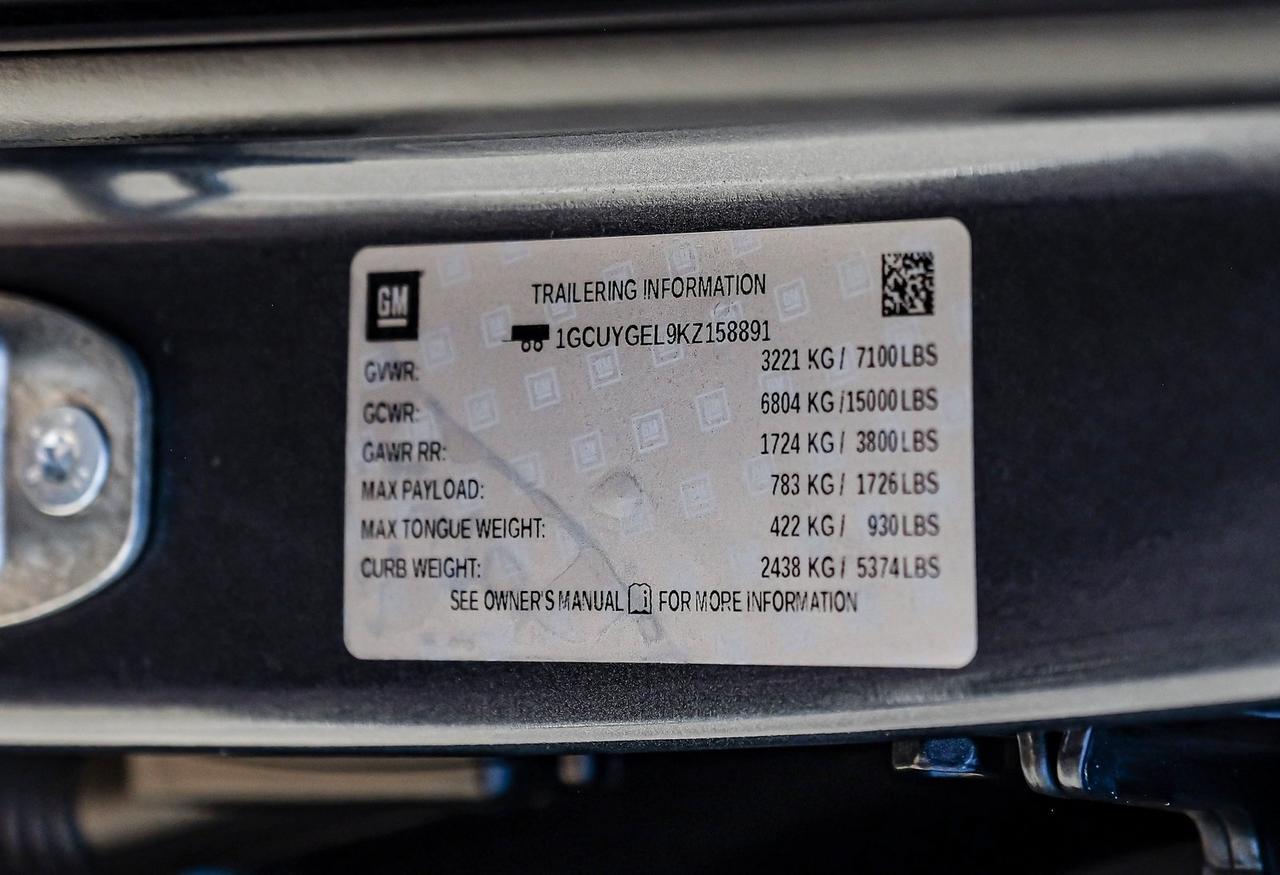 GM
TRAILERING INFORMATION
1GCUYGEL9KZ158891
GVWR: 3221 KG / 7100 LBS
GCWR: 6804 KG / 15000 LBS
GAWR RR: 1724 KG / 3800 LBS
MAX PAYLOAD: 783 KG / 1726 LBS
MAX TONGUE WEIGHT: 422 KG / 930 LBS
CURB WEIGHT: 2438 KG / 5374 LBS
SEE OWNER'S MANUAL FOR MORE INFORMATION